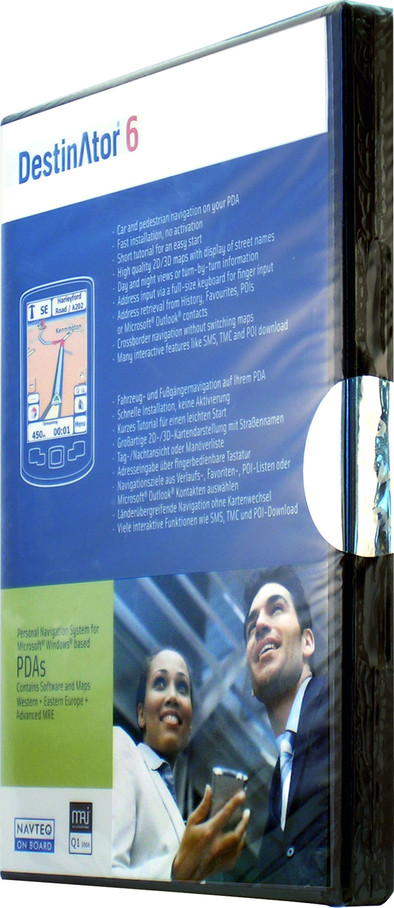 DestinAtor 6
- Car and pedestrian navigation on your PDA
- Fast installation, no activation
- Short tutorial for an easy start
- High quality 2D/3D maps with display of street names
- Day and night views or turn-by-turn information
- Address input via a full-size keyboard for finger input
- Address retrieval from History, Favourites, POIs
or Microsoft® Outlook® contacts
- Crossborder navigation without switching maps
- Many interactive features like SMS, TMC and POI download
SE
Harleyford
Road / A202
Kennington
450m
00:01
Menu
- Fahrzeug- und Fußgängernavigation auf Ihrem PDA
- Schnelle Installation, keine Aktivierung
- Kurzes Tutorial für einen leichten Start
- Großartige 2D-/3D-Kartendarstellung mit Straßennamen
- Tag-/Nachtansicht oder Manöverliste
- Adresseingabe über fingerbedienbare Tastatur
- Navigationsziele aus Verlaufs-, Favoriten-, POI-Listen oder
Microsoft® Outlook® Kontakten auswählen
- Länderübergreifende Navigation ohne Kartenwechsel
- Viele interaktive Funktionen wie SMS, TMC und POI-Download
Personal Navigation System for
Microsoft® Windows® based
PDAs
Contains Software and Maps
Western + Eastern Europe +
Advanced MRE
NAVTEQ
ON BOARD
map
Q1